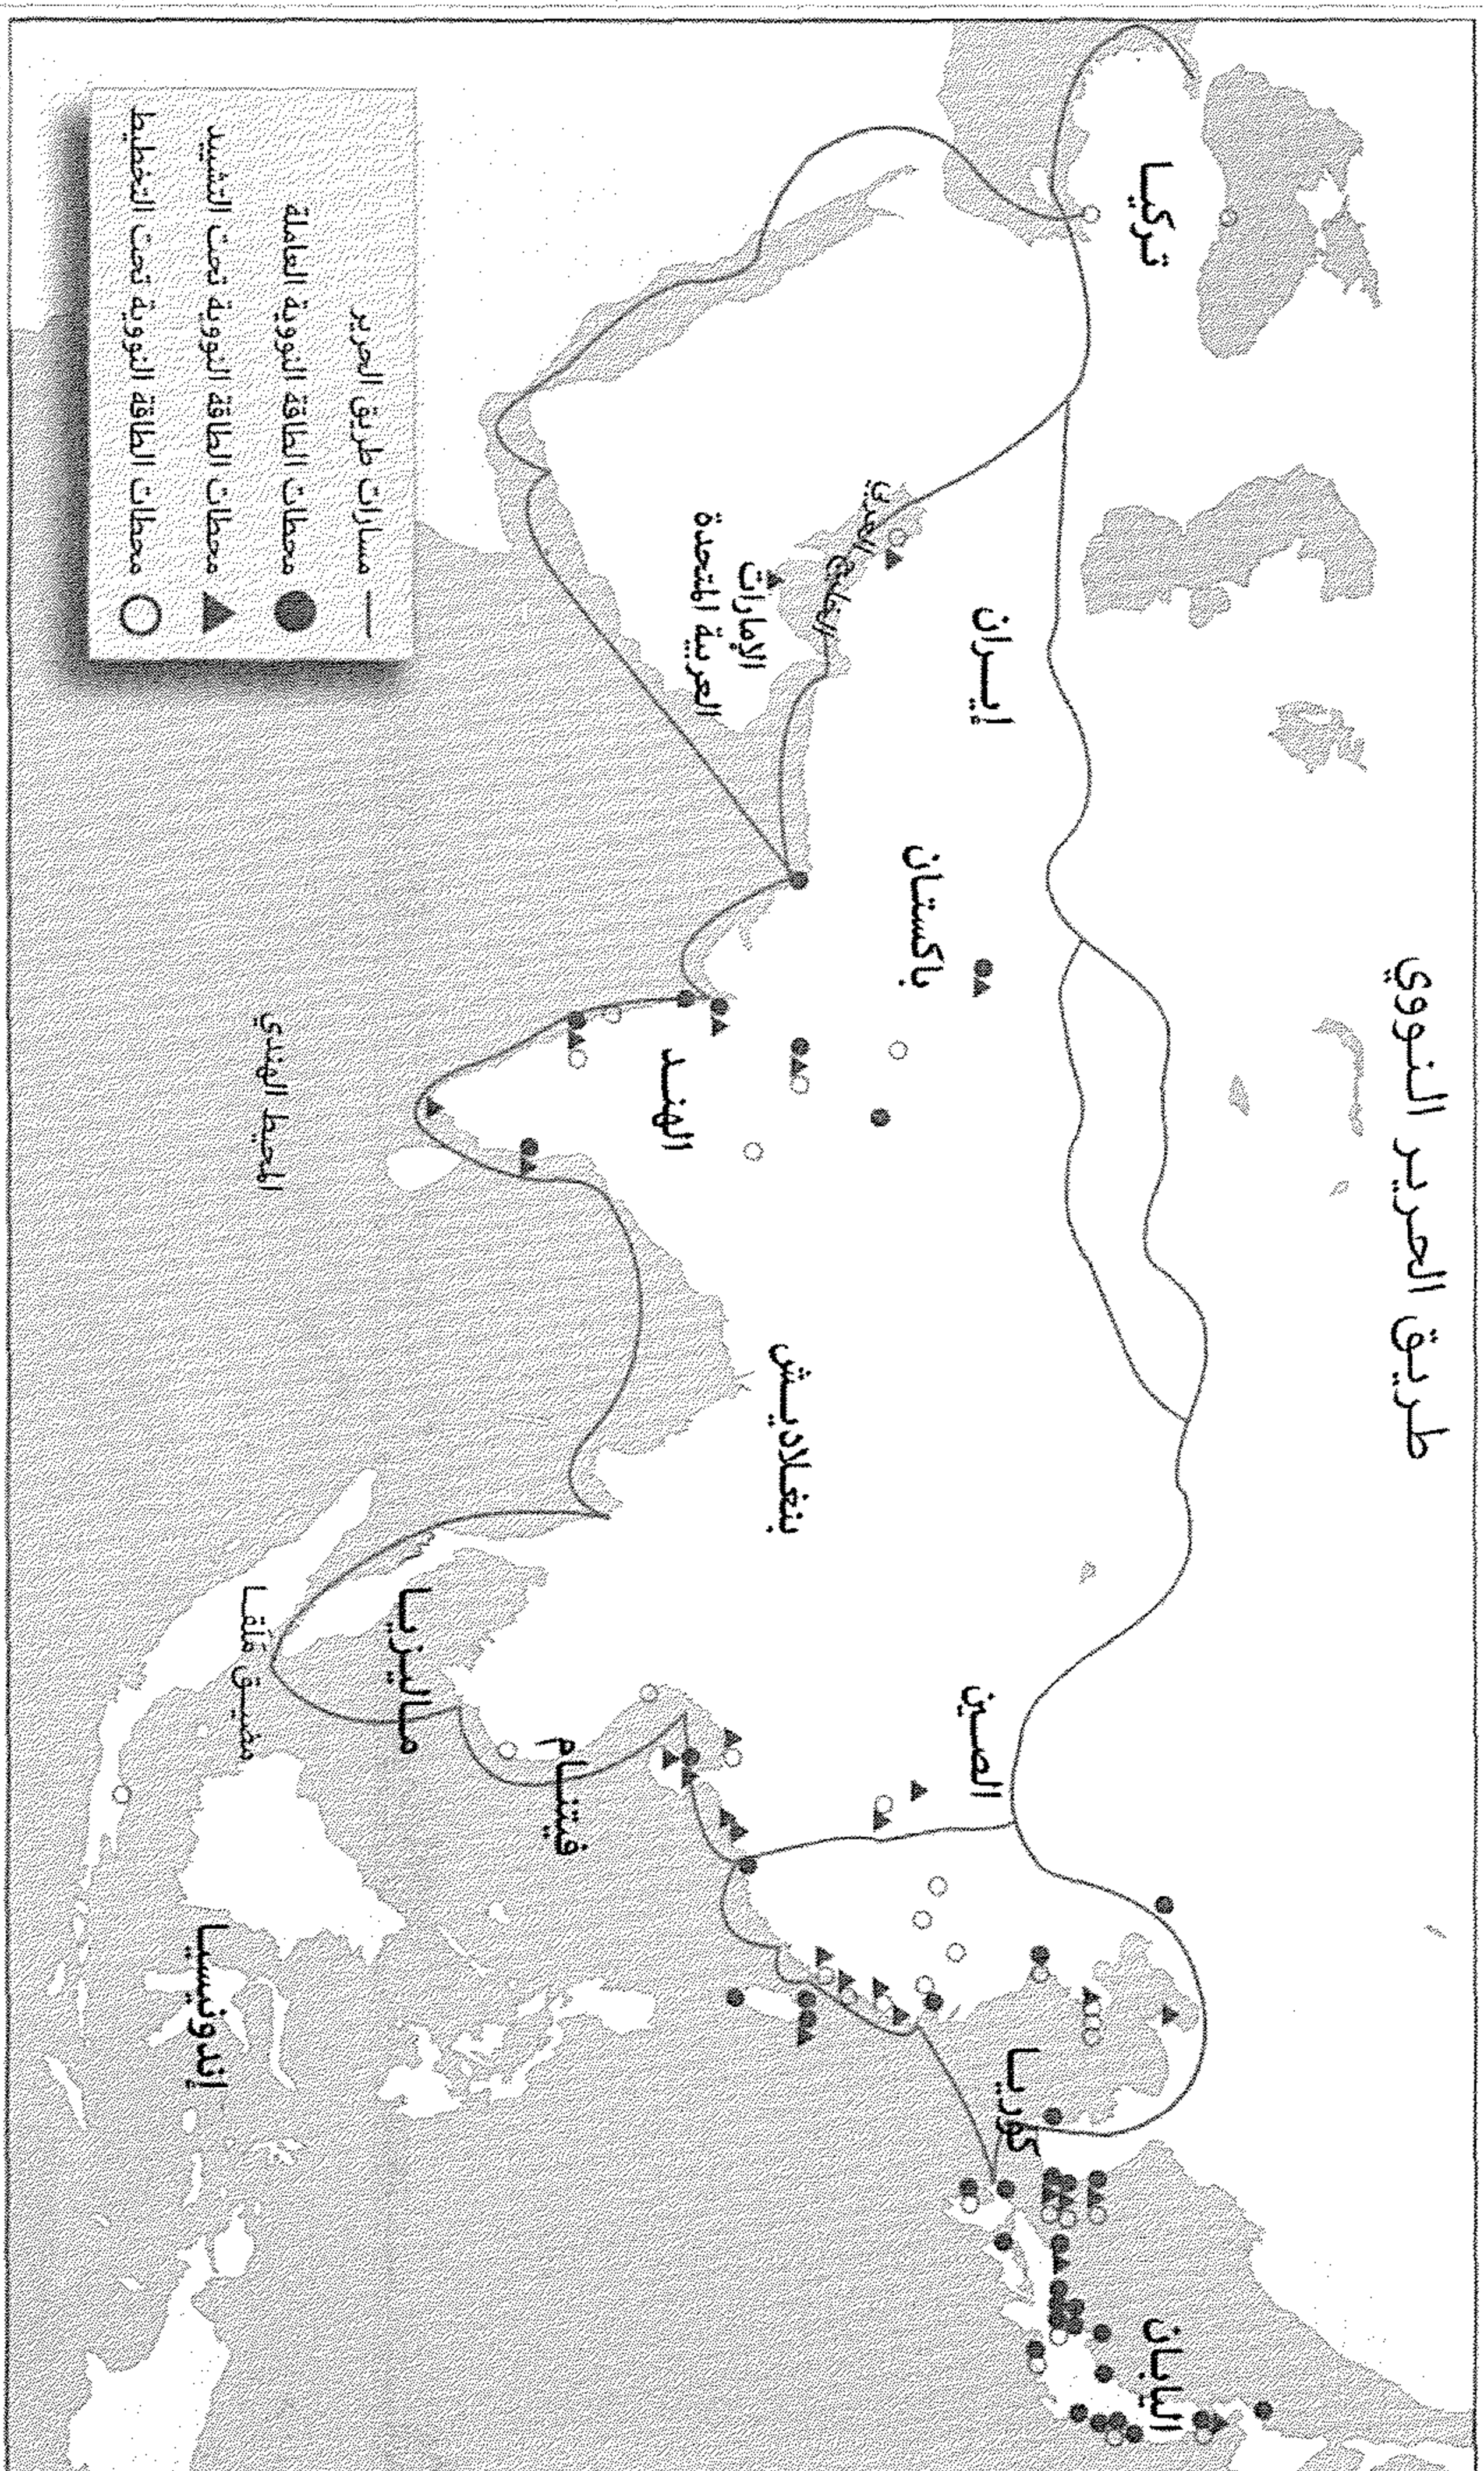 طريق الحرير النووي
تركيا
إيران
الخليج العربي
الإمارات
العربية المتحدة
باكستان
الهند
المحيط الهندي
بنغلاديش
الصين
ماليزيا
مضيق مَلَقا
فيتنام
إندونيسيا
كوريا
اليابان
مسارات طريق الحرير
محطات الطاقة النووية العاملة
محطات الطاقة النووية تحت التشييد
محطات الطاقة النووية تحت التخطيط